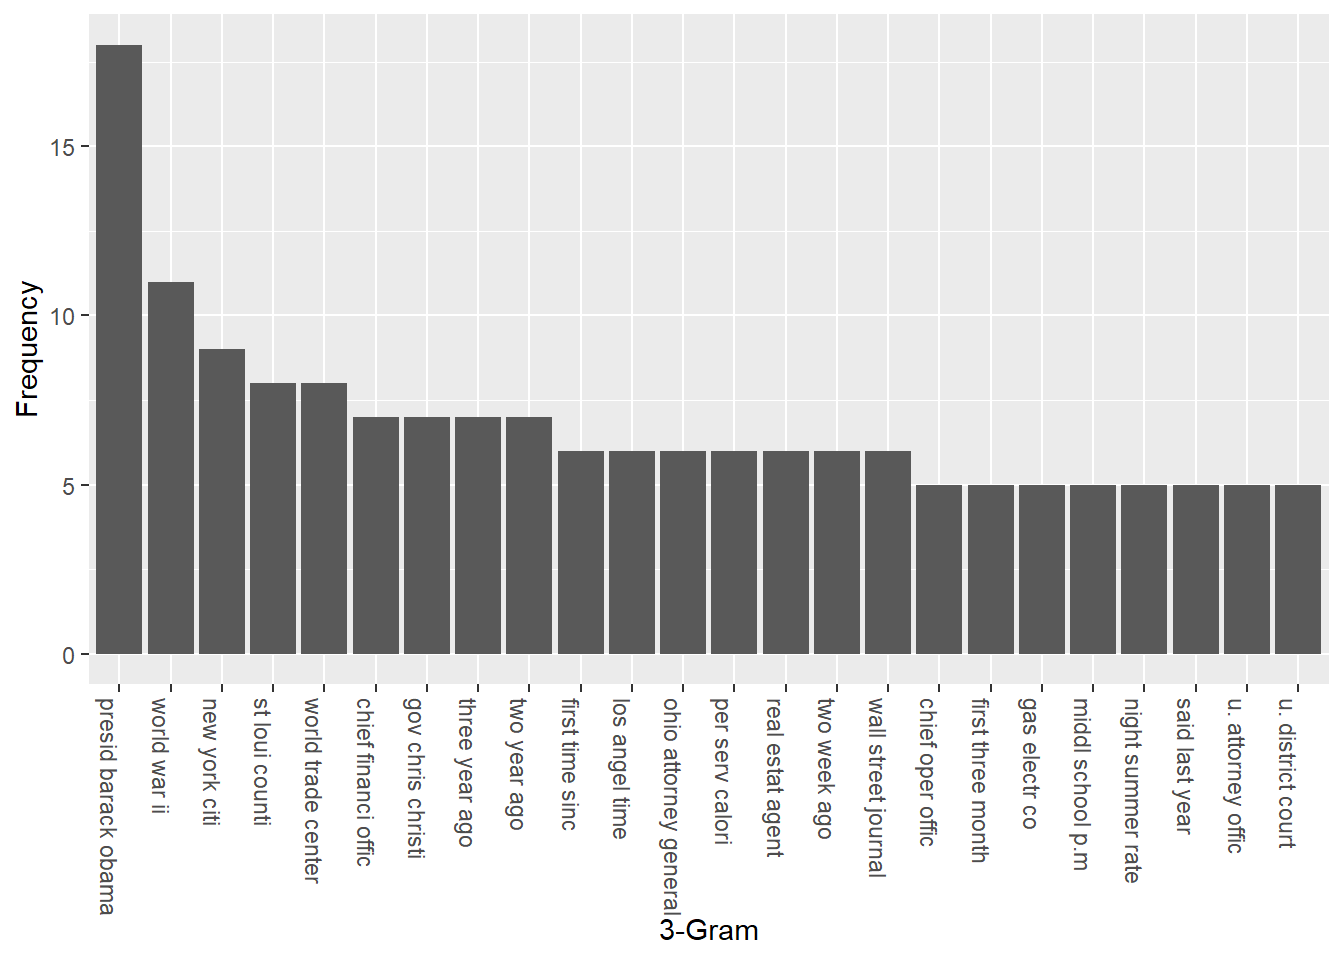 Frequency
15
10
5
0
presid barack obama
world war ii
new york citi
st loui counti
world trade center
chief financi offic
gov chris christi
three year ago
two year ago
first time sinc
los angel time
ohio attorney general
per serv calori
real estat agent
two week ago
wall street journal
chief oper offic
first three month
gas electr co
middl school p.m
night summer rate
said last year
u. attorney offic
u. district court
3-Gram